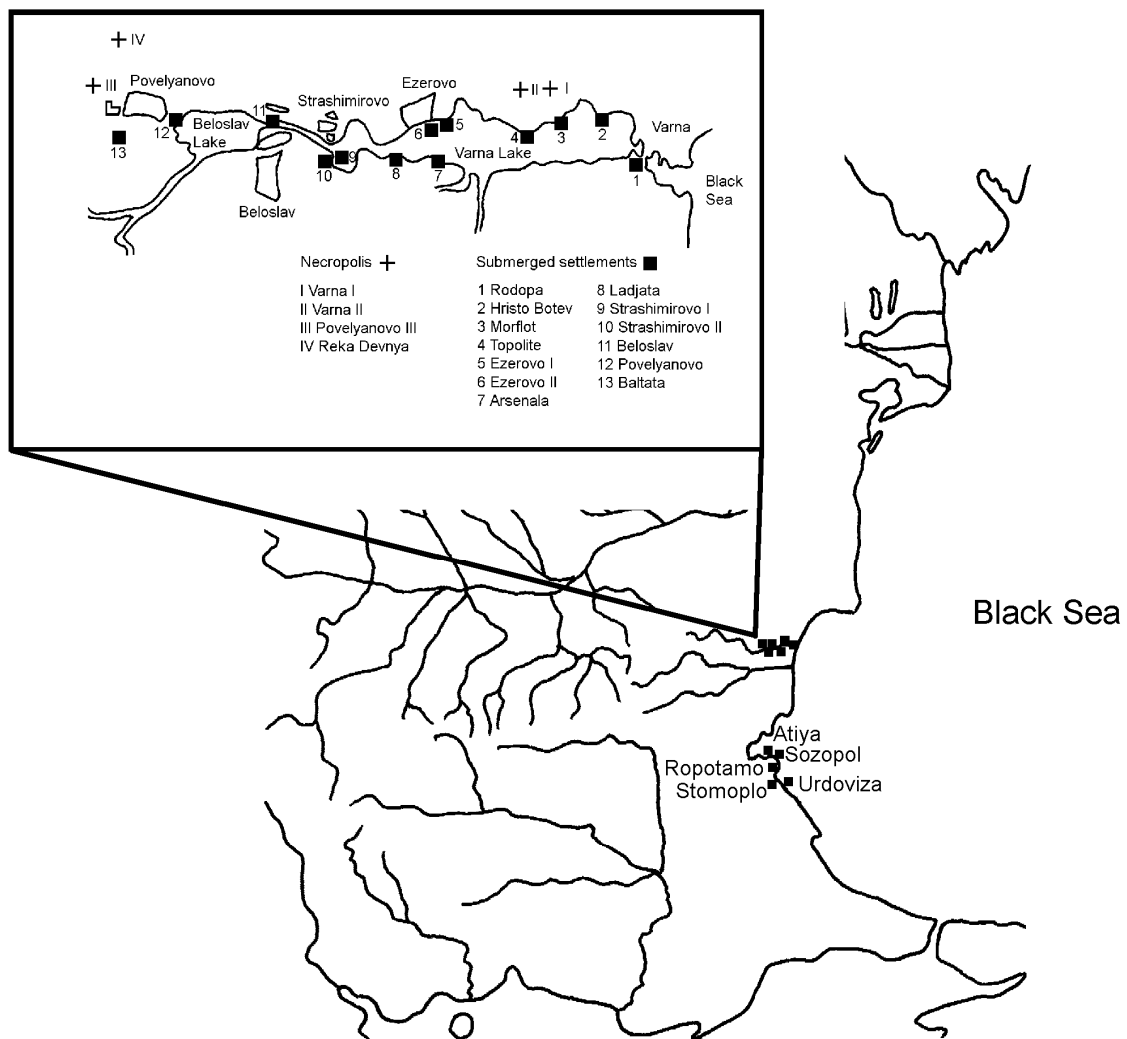 IV
III
Povelyanovo
Ezerovo
II
I
Strashimirovo
11
12
Beloslav
Lake
13
6
5
4
3
2
Varna
10
9
8
7
Varna Lake
1
Black
Sea
Beloslav
Necropolis
I Varna I
II Varna II
III Povelyanovo III
IV Reka Devnya
Submerged settlements
1 Rodopa
2 Hristo Botev
3 Morflot
4 Topolite
5 Ezerovo I
6 Ezerovo II
7 Arsenala
8 Ladjata
9 Strashimirovo I
10 Strashimirovo II
11 Beloslav
12 Povelyanovo
13 Baltata
Black Sea
Atiya
Sozopol
Ropotamo
Stomoplo
Urdoviza